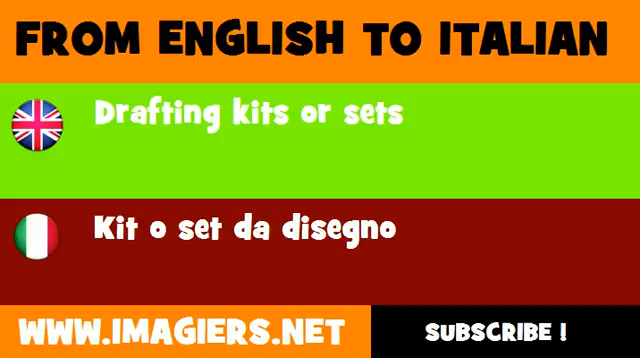 FROM ENGLISH TO ITALIAN
Drafting kits or sets
Kit o set da disegno
WWW.IMAGIERS.NET
SUBSCRIBE !